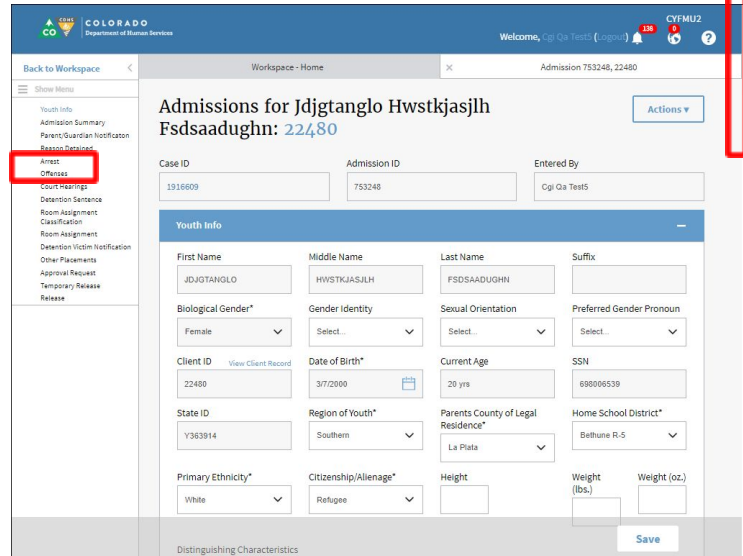 CDHS
CO
COLORADO
Department of Human Services
CYFMU2
Welcome, Cgi Qa Test5 (Logout)
138
0
?
Back to Workspace
Workspace - Home
Admission 753248, 22480
Show Menu
Youth Info
Admission Summary
Parent/Guardian Notificaton
Reason Detained
Arrest
Offenses
Court Hearings
Detention Sentence
Room Assignment
Classification
Room Assignment
Detention Victim Notification
Other Placements
Approval Request
Temporary Release
Release
Admissions for Jdjgtanglo Hwstkjasjlh
Fsdsaadughn: 22480
Actions
Case ID Admission ID Entered By
1916609 753248 Cgi Qa Test5
Youth Info
First Name Middle Name Last Name Suffix
JDJGTANGLO HWSTKJASJLH FSDSAADUGHN
Biological Gender* Gender Identity Sexual Orientation Preferred Gender Pronoun
Female Select... Select... Select...
Client ID View Client Record Date of Birth* Current Age SSN
22480 3/7/2000 20 yrs 698006539
State ID Region of Youth* Parents County of Legal Residence* Home School District*
Y363914 Southern La Plata Bethune R-5
Primary Ethnicity* Citizenship/Alienage* Height Weight (lbs.) Weight (oz.)
White Refugee
Save
Distinguishing Characteristics